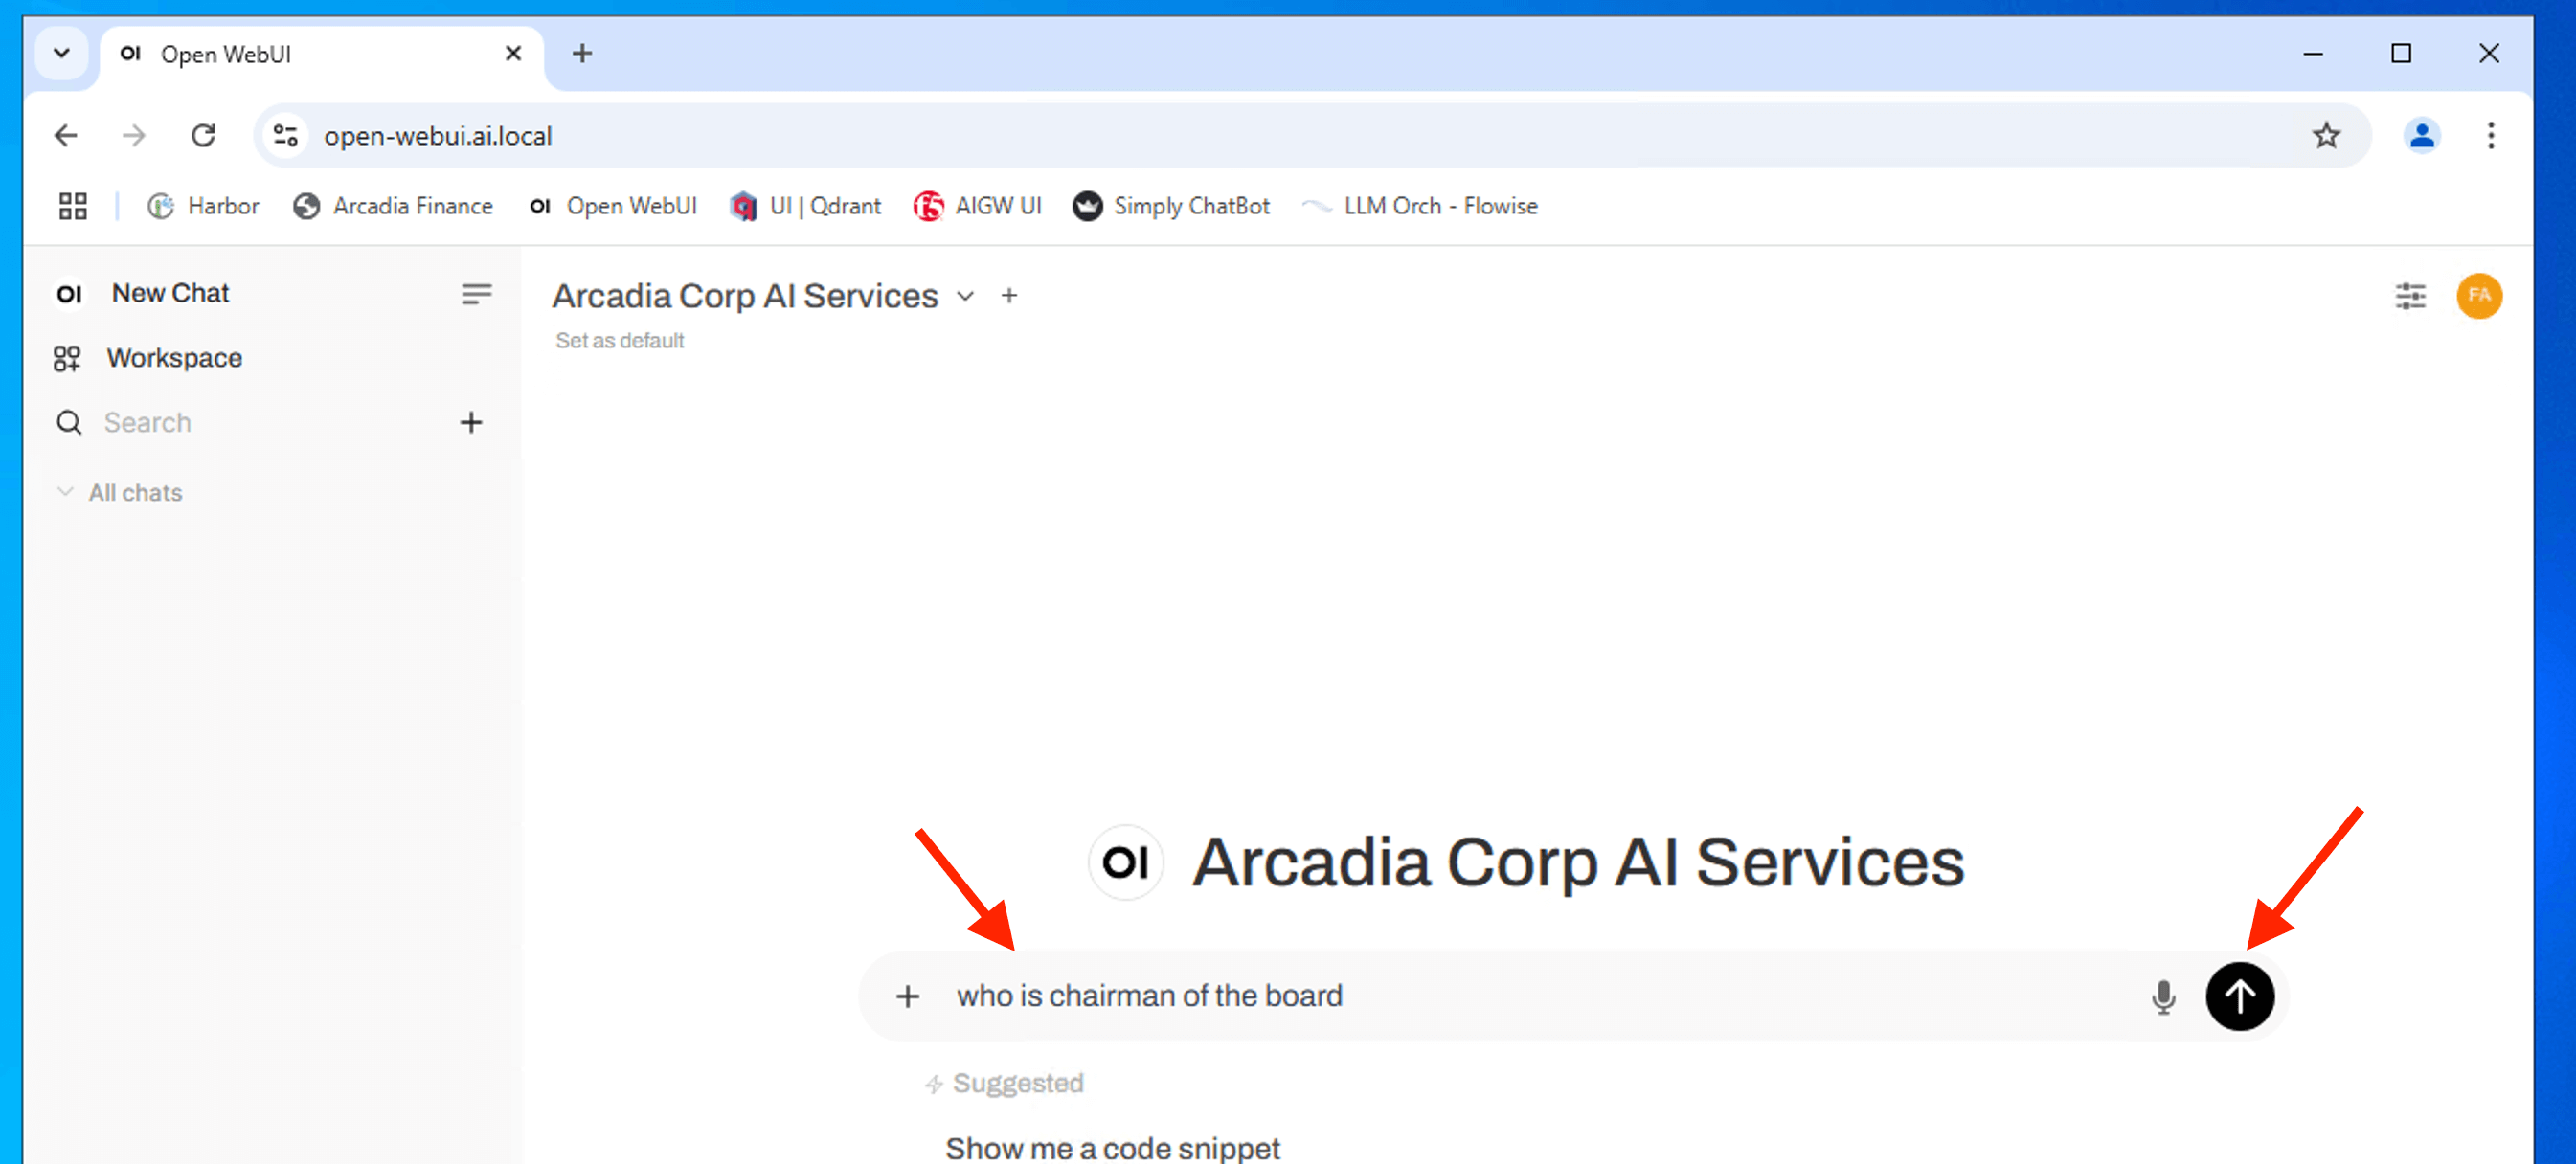 OI Open WebUI
open-webui.ai.local
Harbor Arcadia Finance OI Open WebUI UI | Qdrant f5 AIGW UI Simply ChatBot LLM Orch - Flowise
OI New Chat
Workspace
Search
All chats
Arcadia Corp AI Services
Set as default
FA
OI Arcadia Corp AI Services
who is chairman of the board
Suggested
Show me a code snippet